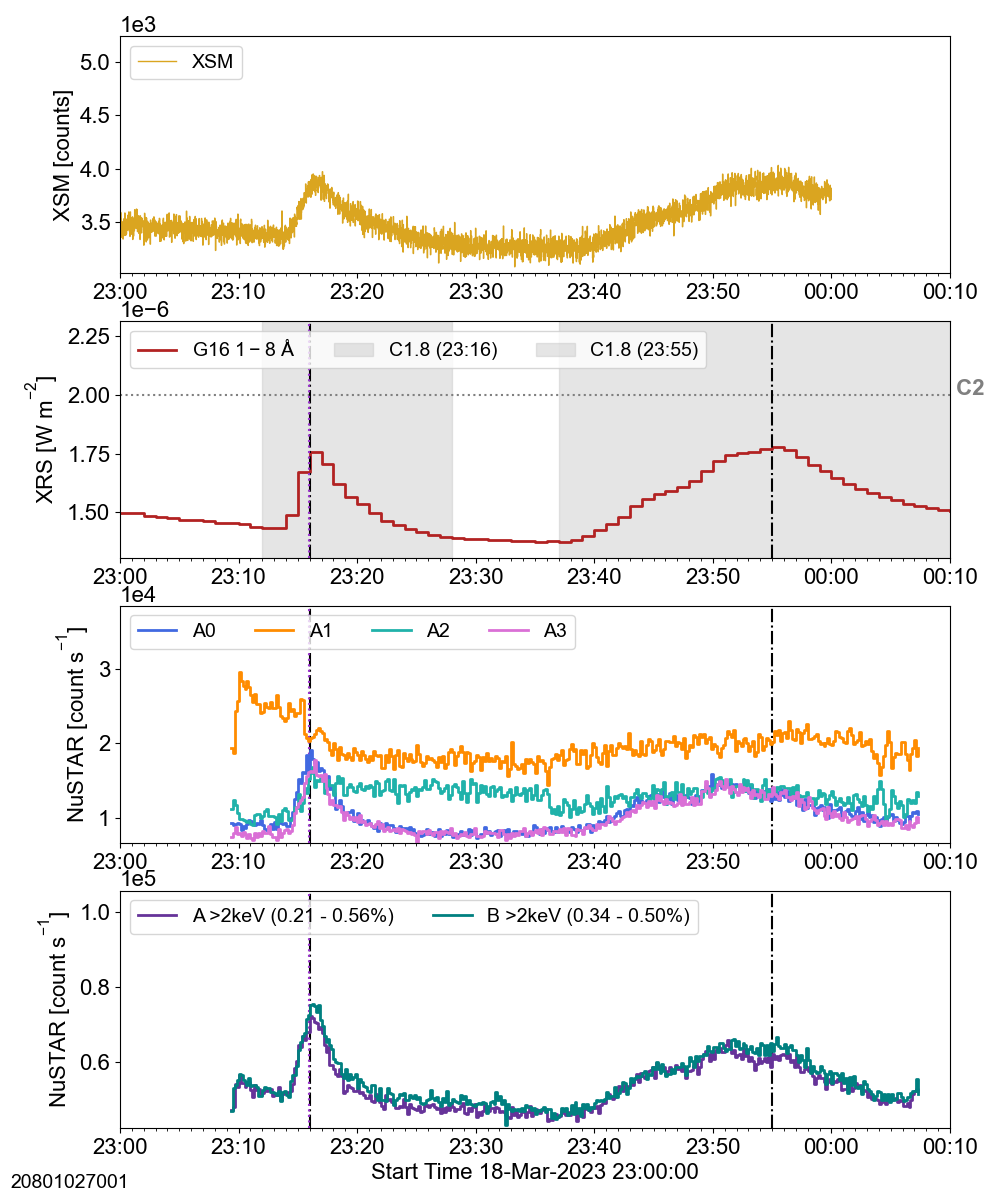 1e3
XSM
XSM [counts]
5.0
4.5
4.0
3.5
23:00 23:10 23:20 23:30 23:40 23:50 00:00 00:10
1e−6
G16 1 − 8 Å C1.8 (23:16) C1.8 (23:55)
XRS [W m−2]
2.25
2.00
1.75
1.50
C2
23:00 23:10 23:20 23:30 23:40 23:50 00:00 00:10
1e4
A0 A1 A2 A3
NuSTAR [count s−1]
3
2
1
23:00 23:10 23:20 23:30 23:40 23:50 00:00 00:10
1e5
A >2keV (0.21 - 0.56%) B >2keV (0.34 - 0.50%)
NuSTAR [count s−1]
1.0
0.8
0.6
23:00 23:10 23:20 23:30 23:40 23:50 00:00 00:10
Start Time 18-Mar-2023 23:00:00
20801027001